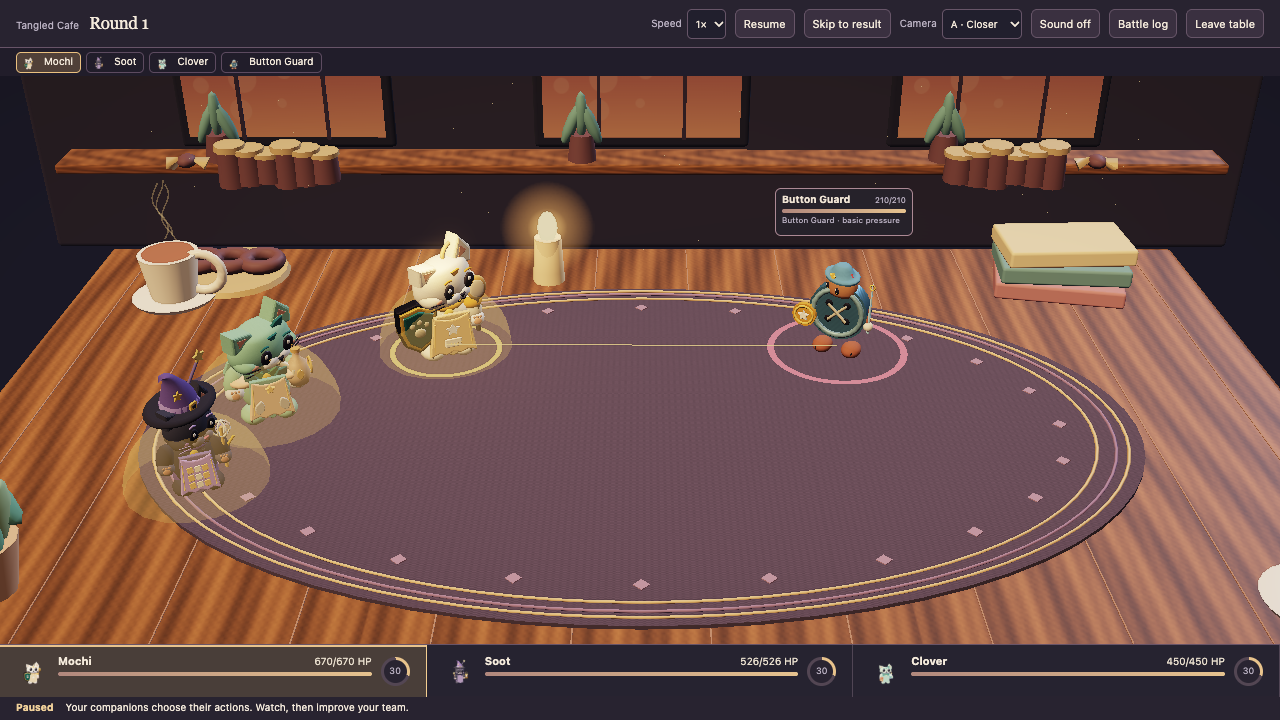 Tangled Cafe Round 1 Speed 1x Resume Skip to result Camera A · Closer Sound off Battle log Leave table
Mochi Soot Clover Button Guard
Button Guard 210/210
Button Guard · basic pressure
Mochi 670/670 HP 30 Soot 526/526 HP 30 Clover 450/450 HP 30
Paused Your companions choose their actions. Watch, then improve your team.